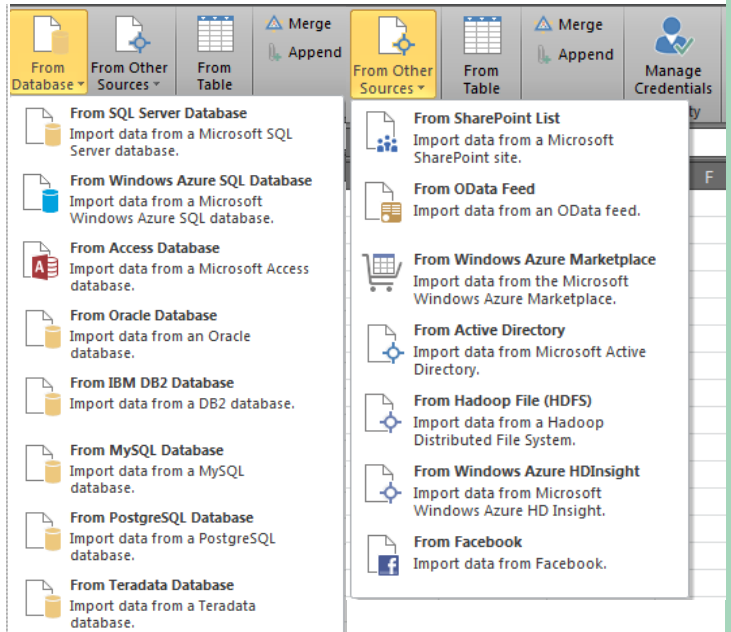 From
Database
From Other
Sources
From
Table
Merge
Append
From Other
Sources
From
Table
Merge
Append
Manage
Credentials
ty
F
From SQL Server Database
Import data from a Microsoft SQL
Server database.
From Windows Azure SQL Database
Import data from a Microsoft
Windows Azure SQL database.
From Access Database
Import data from a Microsoft Access
database.
From Oracle Database
Import data from an Oracle
database.
From IBM DB2 Database
Import data from a DB2 database.
From MySQL Database
Import data from a MySQL
database.
From PostgreSQL Database
Import data from a PostgreSQL
database.
From Teradata Database
Import data from a Teradata
database.
From SharePoint List
Import data from a Microsoft
SharePoint site.
From OData Feed
Import data from an OData feed.
From Windows Azure Marketplace
Import data from the Microsoft
Windows Azure Marketplace.
From Active Directory
Import data from Microsoft Active
Directory.
From Hadoop File (HDFS)
Import data from a Hadoop
Distributed File System.
From Windows Azure HDInsight
Import data from Microsoft
Windows Azure HD Insight.
From Facebook
Import data from Facebook.